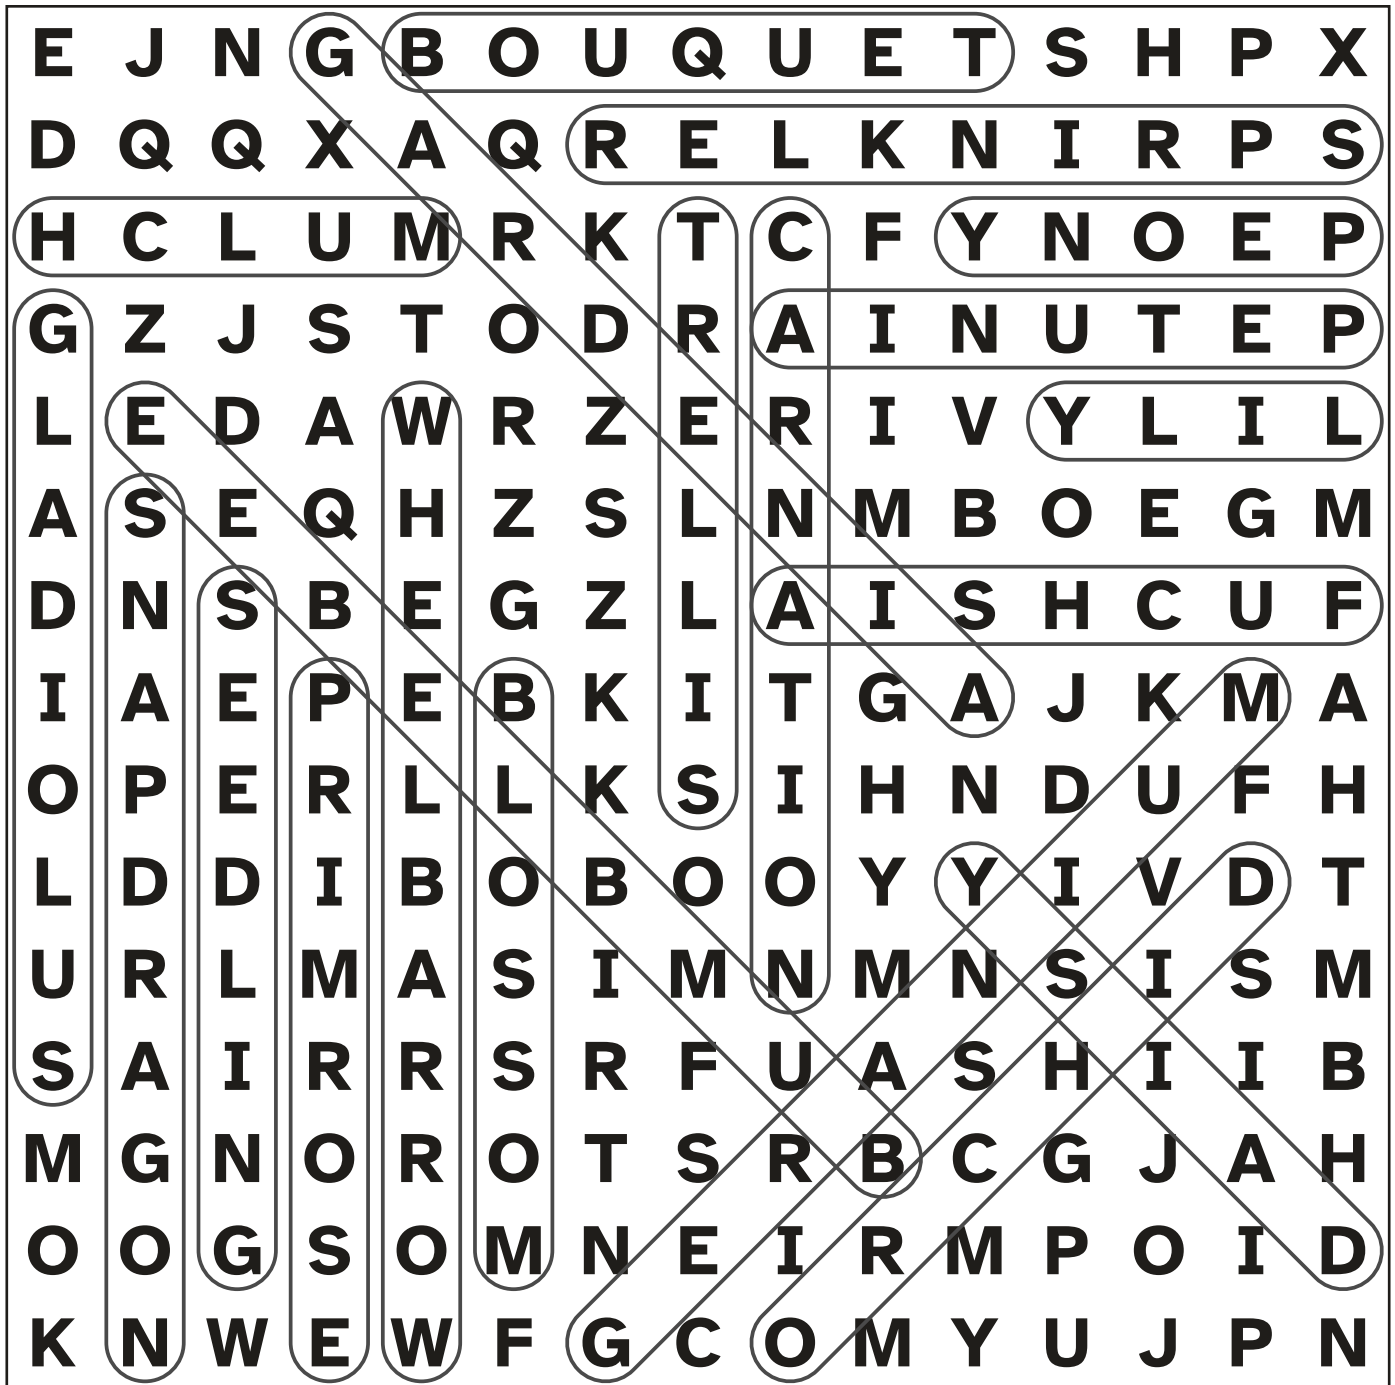 E J N G B O U Q U E T S H P X
D Q Q X A Q R E L K N I R P S
H C L U M R K T C F Y N O E P
G Z J S T O D R A I N U T E P
L E D A W R Z E R I V Y L I L
A S E Q H Z S L N M B O E G M
D N S B E G Z L A I S H C U F
I A E P E B K I T G A J K M A
O P E R L L K S I H N D U F H
L D D I B O B O O Y Y I V D T
U R L M A S I M N M N S I S M
S A I R R S R F U A S H I I B
M G N O R O T S R B C G J A H
O O G S O M N E I R M P O I D
K N W E W F G C O M Y U J P N